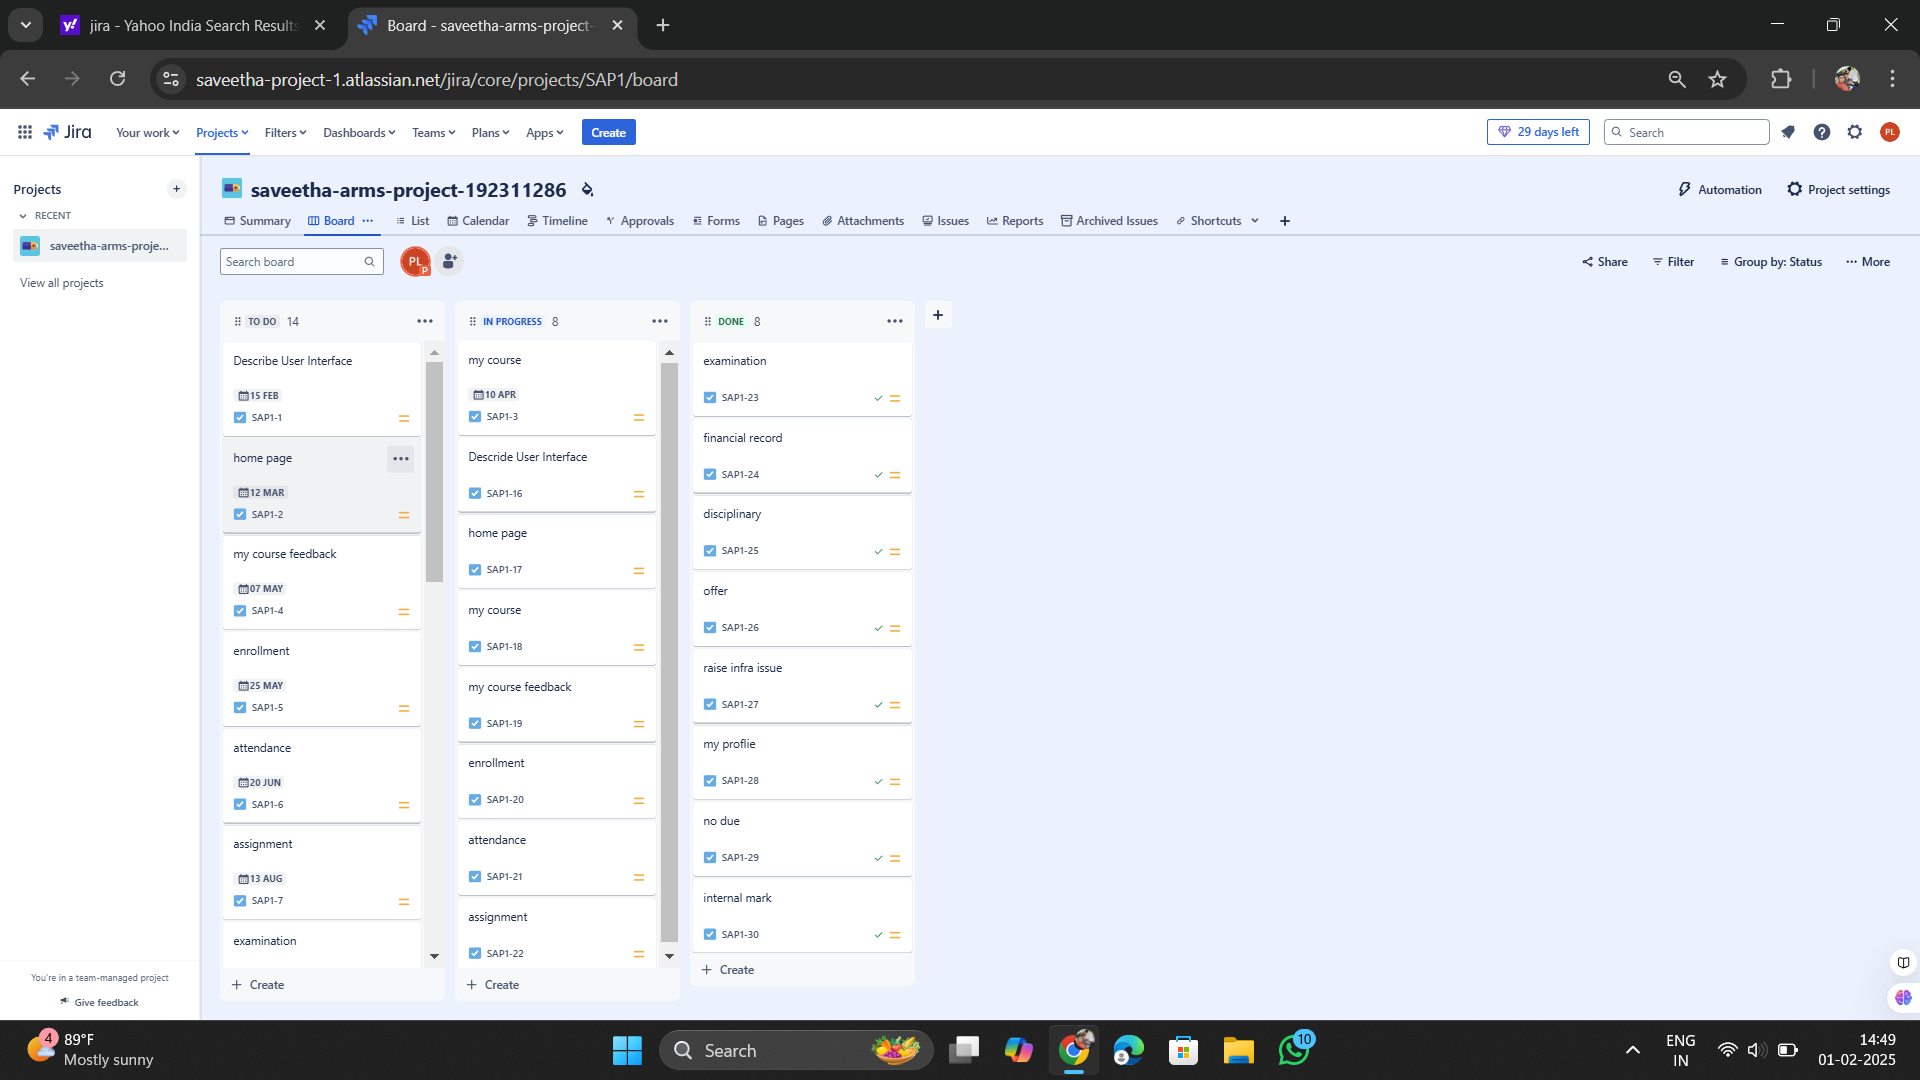 jira - Yahoo India Search Results
Board - saveetha-arms-project-
saveetha-project-1.atlassian.net/jira/core/projects/SAP1/board
Jira
Your work
Projects
Filters
Dashboards
Teams
Plans
Apps
Create
29 days left
Search
PL
Projects
RECENT
saveetha-arms-proje...
View all projects
saveetha-arms-project-192311286
Automation
Project settings
Summary
Board
List
Calendar
Timeline
Approvals
Forms
Pages
Attachments
Issues
Reports
Archived Issues
Shortcuts
Search board
PL
P
Share
Filter
Group by: Status
More
TO DO 14
Describe User Interface
15 FEB
SAP1-1
home page
12 MAR
SAP1-2
my course feedback
07 MAY
SAP1-4
enrollment
25 MAY
SAP1-5
attendance
20 JUN
SAP1-6
assignment
13 AUG
SAP1-7
examination
Create
IN PROGRESS 8
my course
10 APR
SAP1-3
Descride User Interface
SAP1-16
home page
SAP1-17
my course
SAP1-18
my course feedback
SAP1-19
enrollment
SAP1-20
attendance
SAP1-21
assignment
SAP1-22
Create
DONE 8
examination
SAP1-23
financial record
SAP1-24
disciplinary
SAP1-25
offer
SAP1-26
raise infra issue
SAP1-27
my proflie
SAP1-28
no due
SAP1-29
internal mark
SAP1-30
Create
You're in a team-managed project
Give feedback
4
89°F
Mostly sunny
Search
10
ENG
IN
14:49
01-02-2025